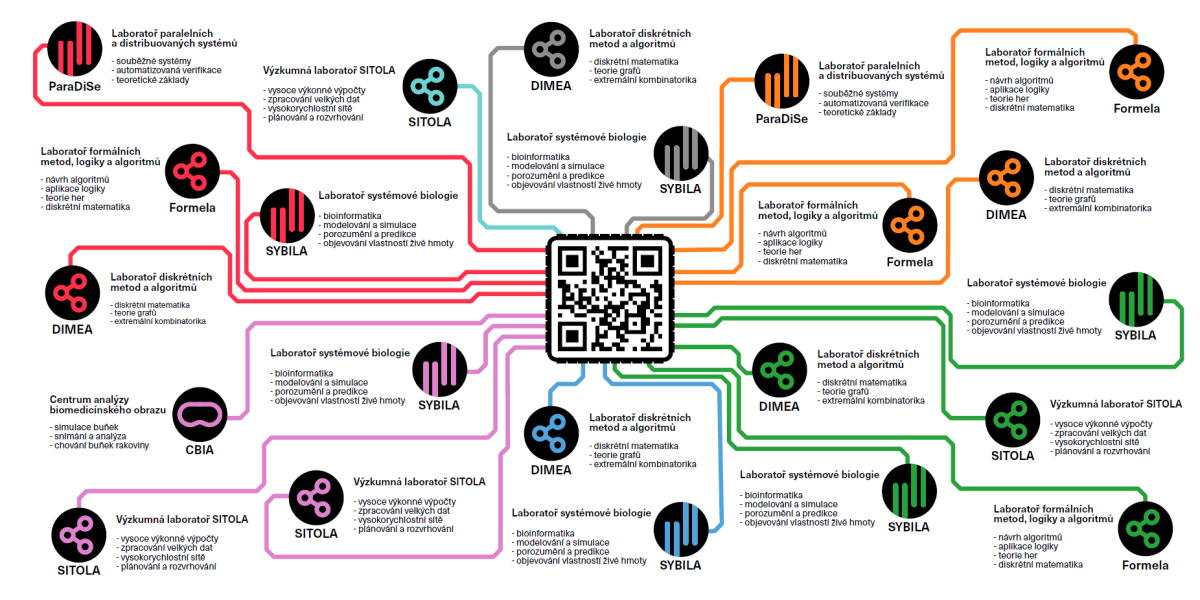 Laboratoř paralelních
a distribuovaných systémů
- souběžné systémy
- automatizovaná verifikace
- teoretické základy
ParaDiSe
Výzkumná laboratoř SITOLA
- vysoce výkonné výpočty
- zpracování velkých dat
- vysokorychlostní sítě
- plánování a rozvrhování
SITOLA
Laboratoř diskrétních
metod a algoritmů
- diskrétní matematika
- teorie grafů
- extremální kombinatorika
DIMEA
Laboratoř paralelních
a distribuovaných systémů
- souběžné systémy
- automatizovaná verifikace
- teoretické základy
ParaDiSe
Laboratoř formálních
metod, logiky a algoritmů
- návrh algoritmů
- aplikace logiky
- teorie her
- diskrétní matematika
Formela
Laboratoř formálních
metod, logiky a algoritmů
- návrh algoritmů
- aplikace logiky
- teorie her
- diskrétní matematika
Formela
Laboratoř systémové biologie
- bioinformatika
- modelování a simulace
- porozumění a predikce
- objevování vlastností živé hmoty
SYBILA
Laboratoř systémové biologie
- bioinformatika
- modelování a simulace
- porozumění a predikce
- objevování vlastností živé hmoty
SYBILA
Laboratoř formálních
metod, logiky a algoritmů
- návrh algoritmů
- aplikace logiky
- teorie her
- diskrétní matematika
Formela
Laboratoř diskrétních
metod a algoritmů
- diskrétní matematika
- teorie grafů
- extremální kombinatorika
DIMEA
Laboratoř diskrétních
metod a algoritmů
- diskrétní matematika
- teorie grafů
- extremální kombinatorika
DIMEA
Laboratoř systémové biologie
- bioinformatika
- modelování a simulace
- porozumění a predikce
- objevování vlastností živé hmoty
SYBILA
Laboratoř systémové biologie
- bioinformatika
- modelování a simulace
- porozumění a predikce
- objevování vlastností živé hmoty
SYBILA
Laboratoř diskrétních
metod a algoritmů
- diskrétní matematika
- teorie grafů
- extremální kombinatorika
DIMEA
Centrum analýzy
biomedicínského obrazu
- simulace buněk
- snímání a analýza
- chování buněk rakoviny
CBIA
Laboratoř diskrétních
metod a algoritmů
- diskrétní matematika
- teorie grafů
- extremální kombinatorika
DIMEA
Výzkumná laboratoř SITOLA
- vysoce výkonné výpočty
- zpracování velkých dat
- vysokorychlostní sítě
- plánování a rozvrhování
SITOLA
Výzkumná laboratoř SITOLA
- vysoce výkonné výpočty
- zpracování velkých dat
- vysokorychlostní sítě
- plánování a rozvrhování
SITOLA
Laboratoř systémové biologie
- bioinformatika
- modelování a simulace
- porozumění a predikce
- objevování vlastností živé hmoty
SYBILA
Výzkumná laboratoř SITOLA
- vysoce výkonné výpočty
- zpracování velkých dat
- vysokorychlostní sítě
- plánování a rozvrhování
SITOLA
Laboratoř systémové biologie
- bioinformatika
- modelování a simulace
- porozumění a predikce
- objevování vlastností živé hmoty
SYBILA
Laboratoř formálních
metod, logiky a algoritmů
- návrh algoritmů
- aplikace logiky
- teorie her
- diskrétní matematika
Formela